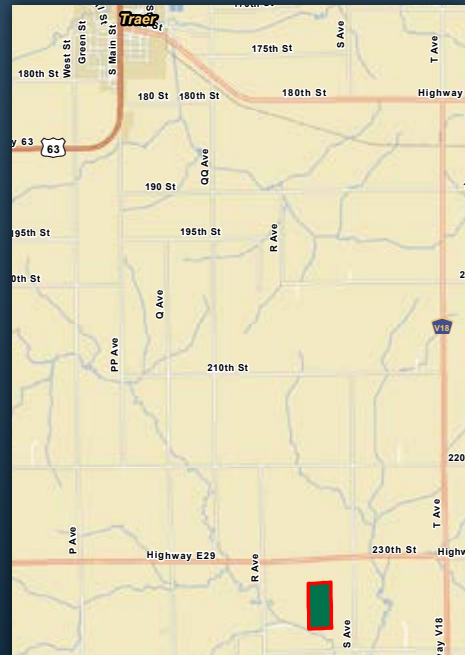 Traer
St
175th St
S Ave
T Ave
West St
Green St
S Main St
180th St
180 St
180th St
180th St
Highway
y 63
63
QQ Ave
190 St
195th St
195th St
R Ave
0th St
Q Ave
V18
PP Ave
210th St
220
T Ave
P Ave
Highway E29
R Ave
230th St
Highw
S Ave
ay V18